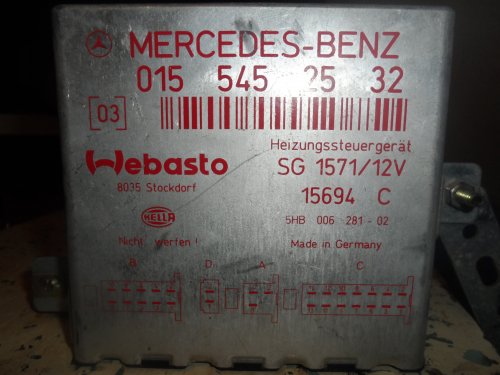 MERCEDES-BENZ
015 545 25 32
[03]
Heizungssteuergerät
Webasto SG 1571/12V
8035 Stockdorf
15694 C
HELLA
5HB 006 281-02
Nicht werfen! Made in Germany
B D A C